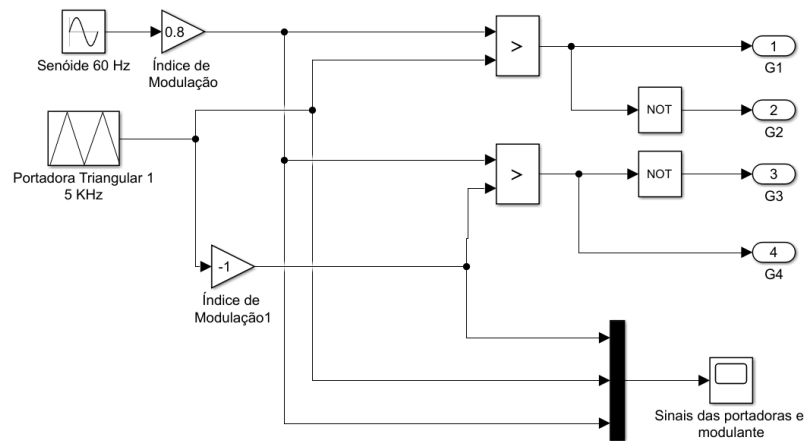 0.8
>
1
G1
Senóide 60 Hz
Índice de
Modulação
NOT
2
G2
Portadora Triangular 1
5 KHz
>
NOT
3
G3
-1
4
G4
Índice de
Modulação1
Sinais das portadoras e
modulante